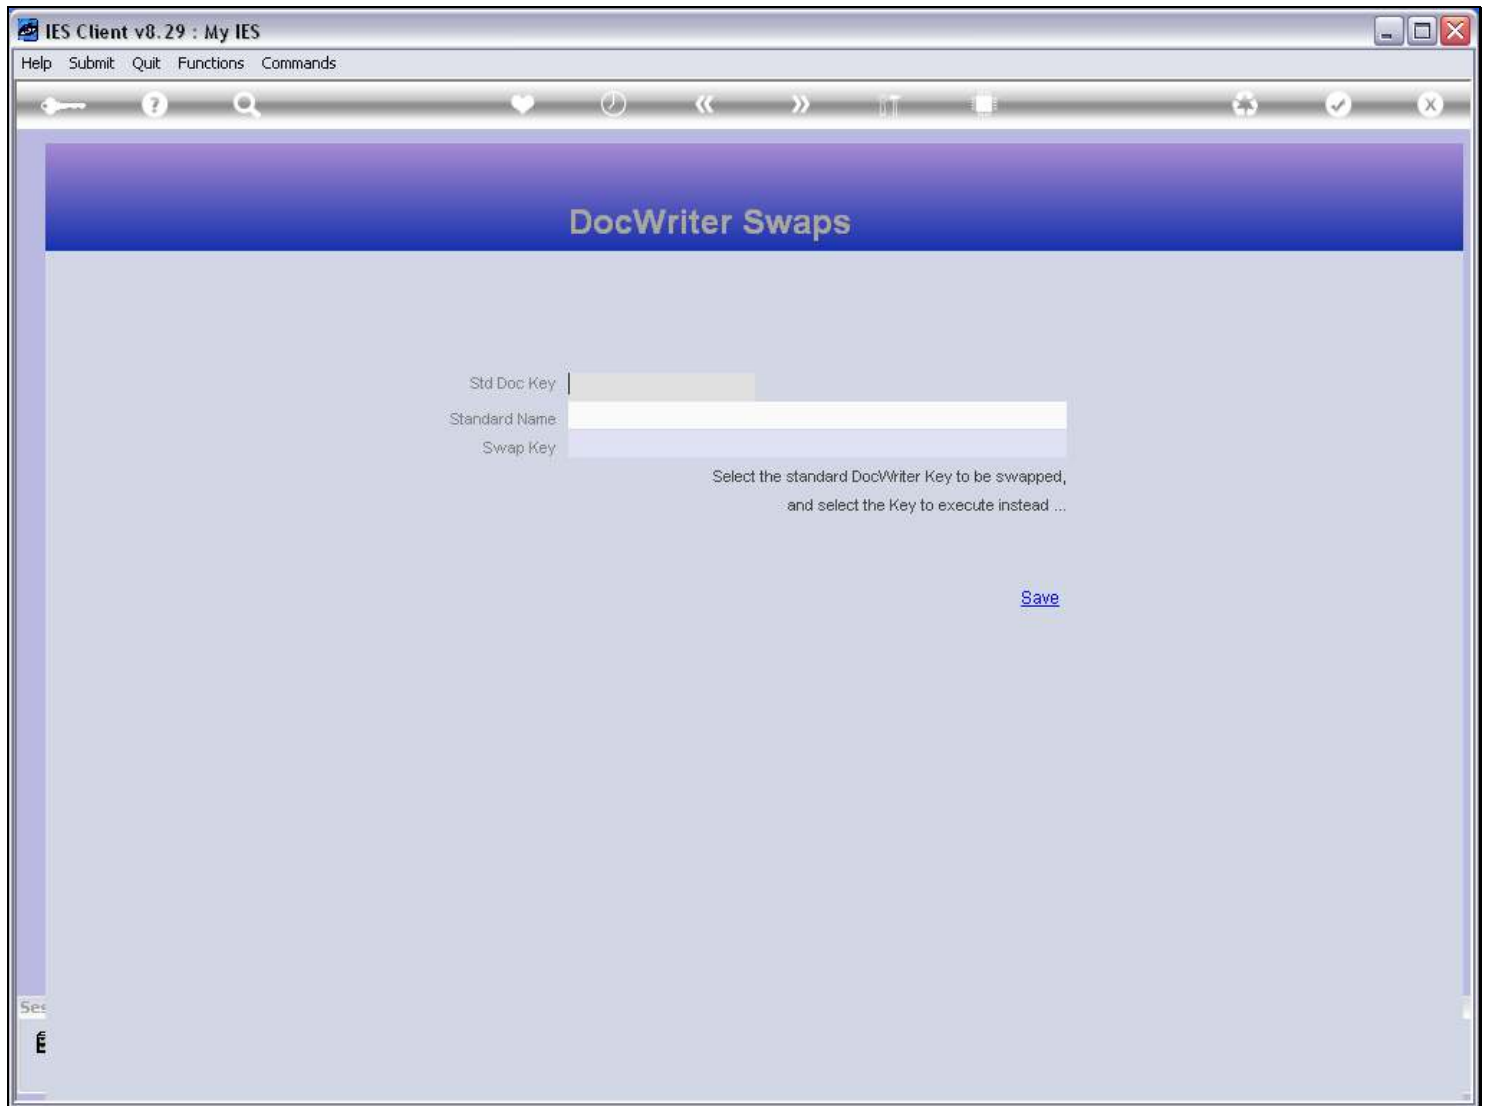 IES Client v8.29 : My IES
Help Submit Quit Functions Commands
DocWriter Swaps
Std Doc Key
Standard Name
Swap Key
Select the standard DocWriter Key to be swapped,
and select the Key to execute instead ...
Save